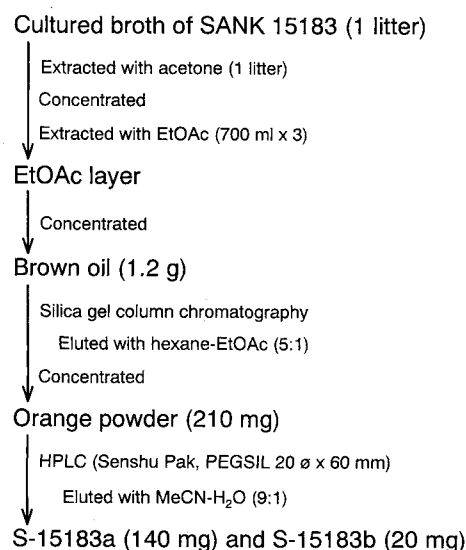 Cultured broth of SANK 15183 (1 litter)
Extracted with acetone (1 litter)
Concentrated
Extracted with EtOAc (700 ml x 3)
EtOAc layer
Concentrated
Brown oil (1.2 g)
Silica gel column chromatography
Eluted with hexane-EtOAc (5:1)
Concentrated
Orange powder (210 mg)
HPLC (Senshu Pak, PEGSIL 20 ø x 60 mm)
Eluted with MeCN-H₂O (9:1)
S-15183a (140 mg) and S-15183b (20 mg)